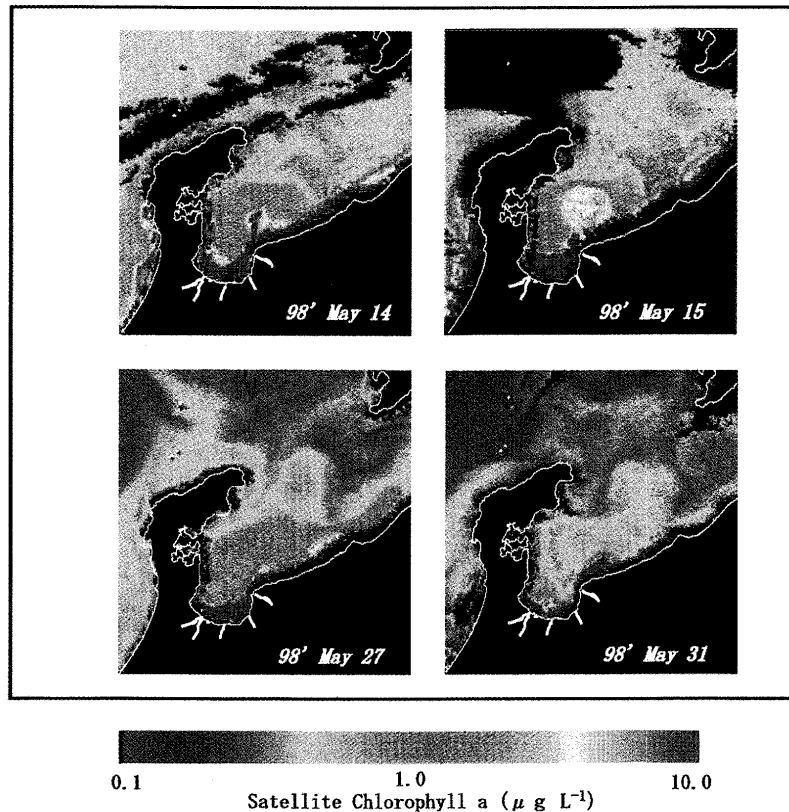 98' May 14
98' May 15
98' May 27
98' May 31
0.1 1.0 10.0
Satellite Chlorophyll a (μ g L⁻¹)